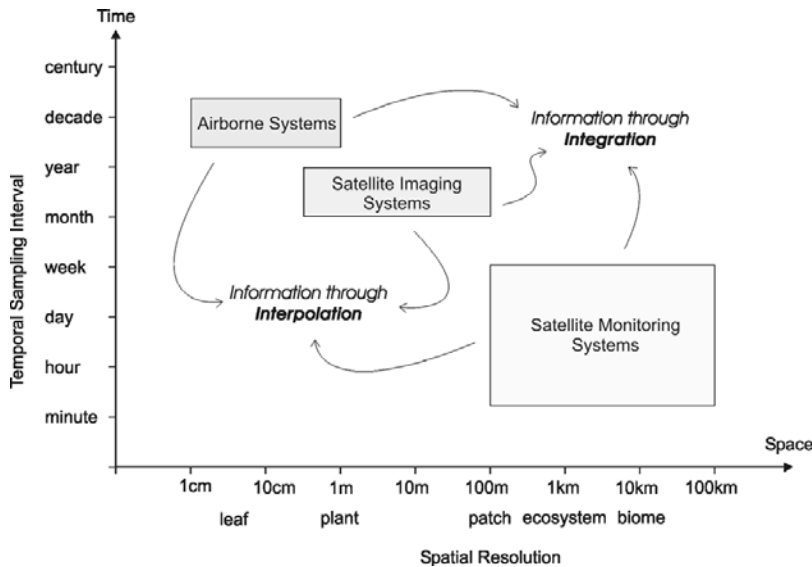 Time
century
decade
year
month
week
day
hour
minute
Temporal Sampling Interval
Airborne Systems
Information through
Integration
Satellite Imaging
Systems
Information through
Interpolation
Satellite Monitoring
Systems
Space
1cm 10cm 1m 10m 100m 1km 10km 100km
leaf plant patch ecosystem biome
Spatial Resolution